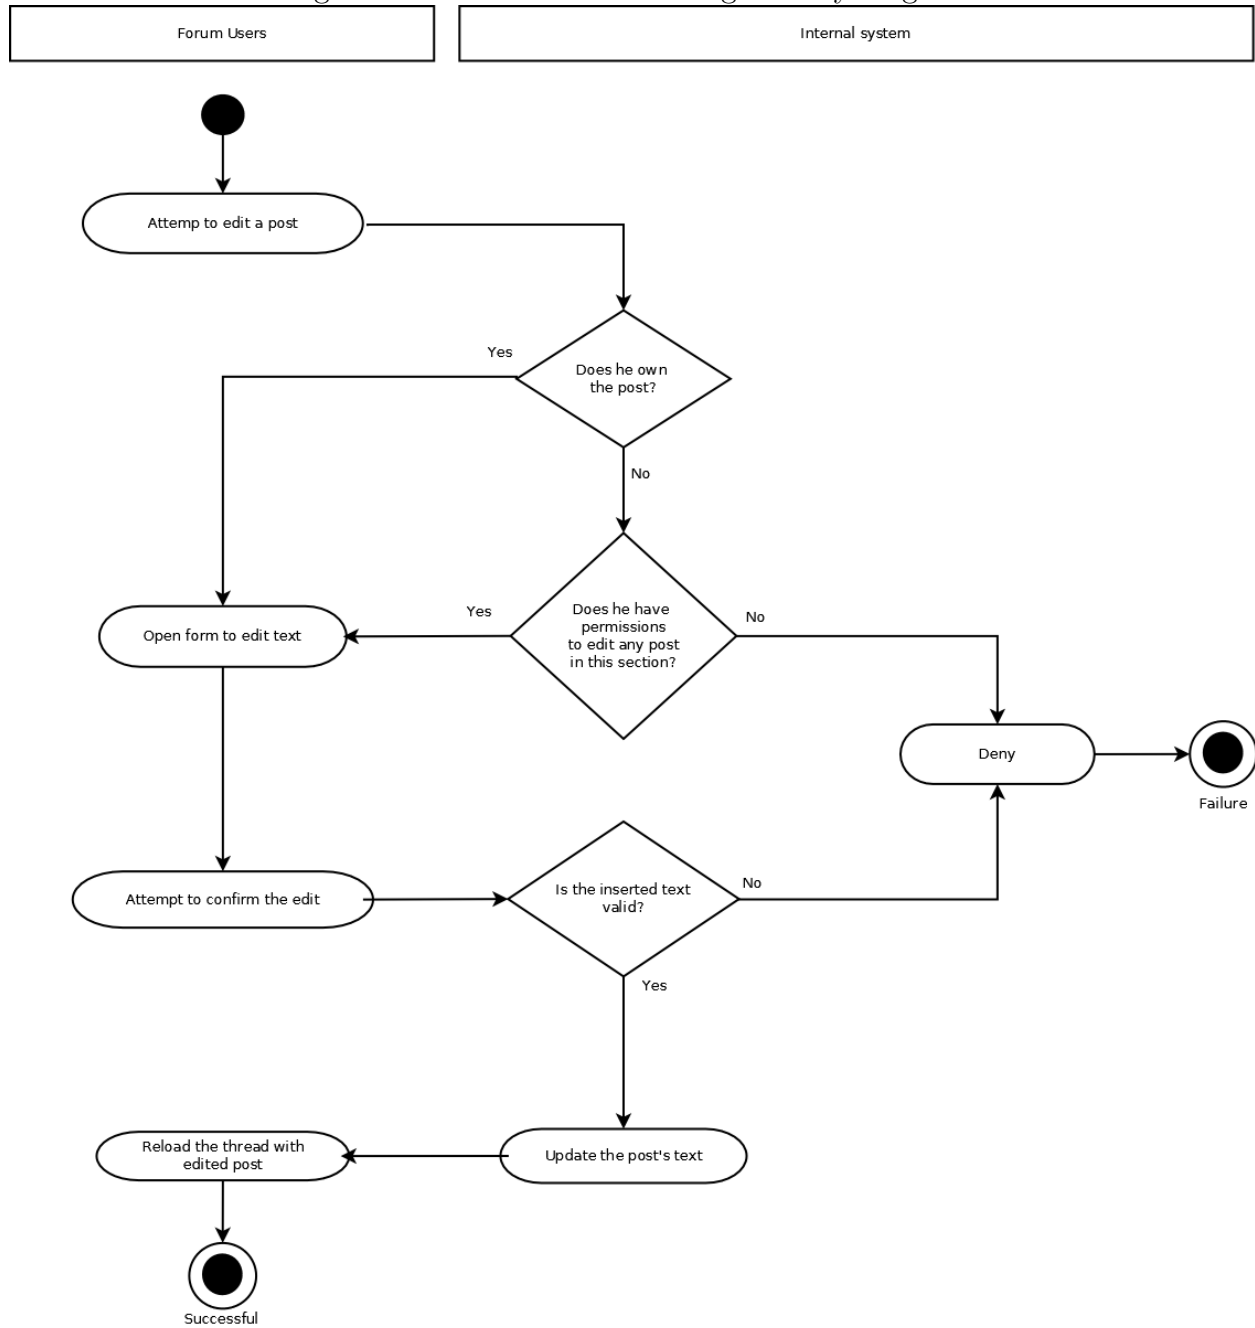 Forum Users
Internal system
Attemp to edit a post
Does he own
the post?
Yes
No
Does he have
permissions
to edit any post
in this section?
Yes
No
Open form to edit text
Deny
Failure
Attempt to confirm the edit
Is the inserted text
valid?
No
Yes
Update the post's text
Reload the thread with
edited post
Successful